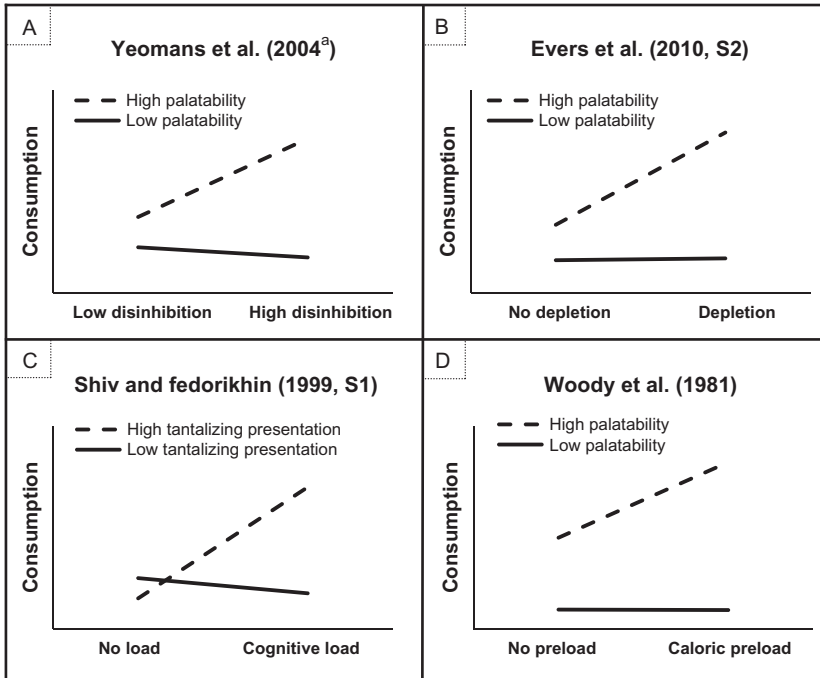 A
Yeomans et al. (2004ᵃ)
High palatability
Low palatability
Consumption
Low disinhibition High disinhibition
B
Evers et al. (2010, S2)
High palatability
Low palatability
Consumption
No depletion Depletion
C
Shiv and fedorikhin (1999, S1)
High tantalizing presentation
Low tantalizing presentation
Consumption
No load Cognitive load
D
Woody et al. (1981)
High palatability
Low palatability
Consumption
No preload Caloric preload